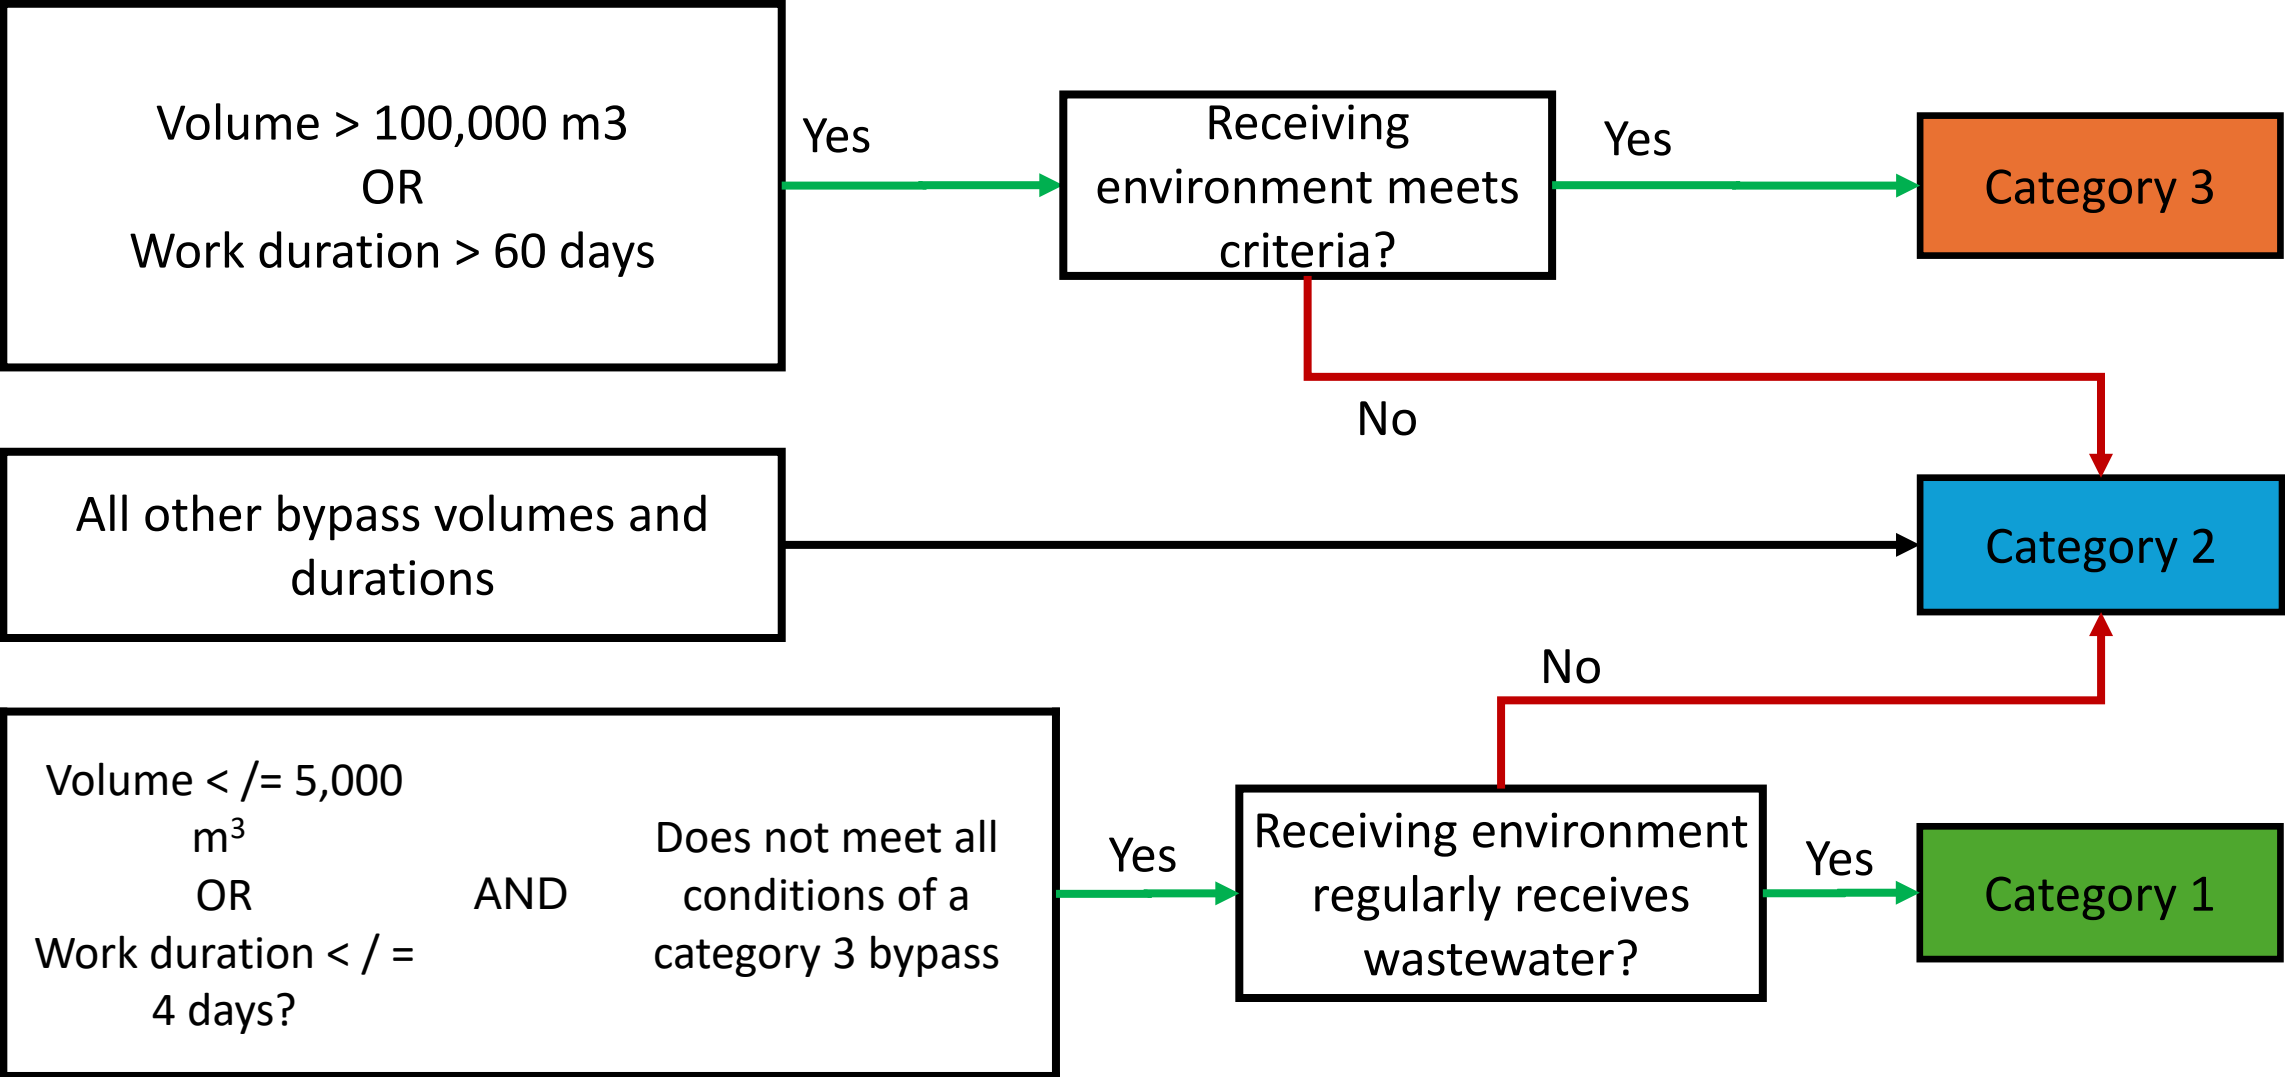 Volume > 100,000 m3
OR
Work duration > 60 days
Yes
Receiving
environment meets
criteria?
Yes
Category 3
No
All other bypass volumes and
durations
Category 2
No
Volume < /= 5,000
m³
OR
Work duration < / =
4 days?
AND
Does not meet all
conditions of a
category 3 bypass
Yes
Receiving environment
regularly receives
wastewater?
Yes
Category 1